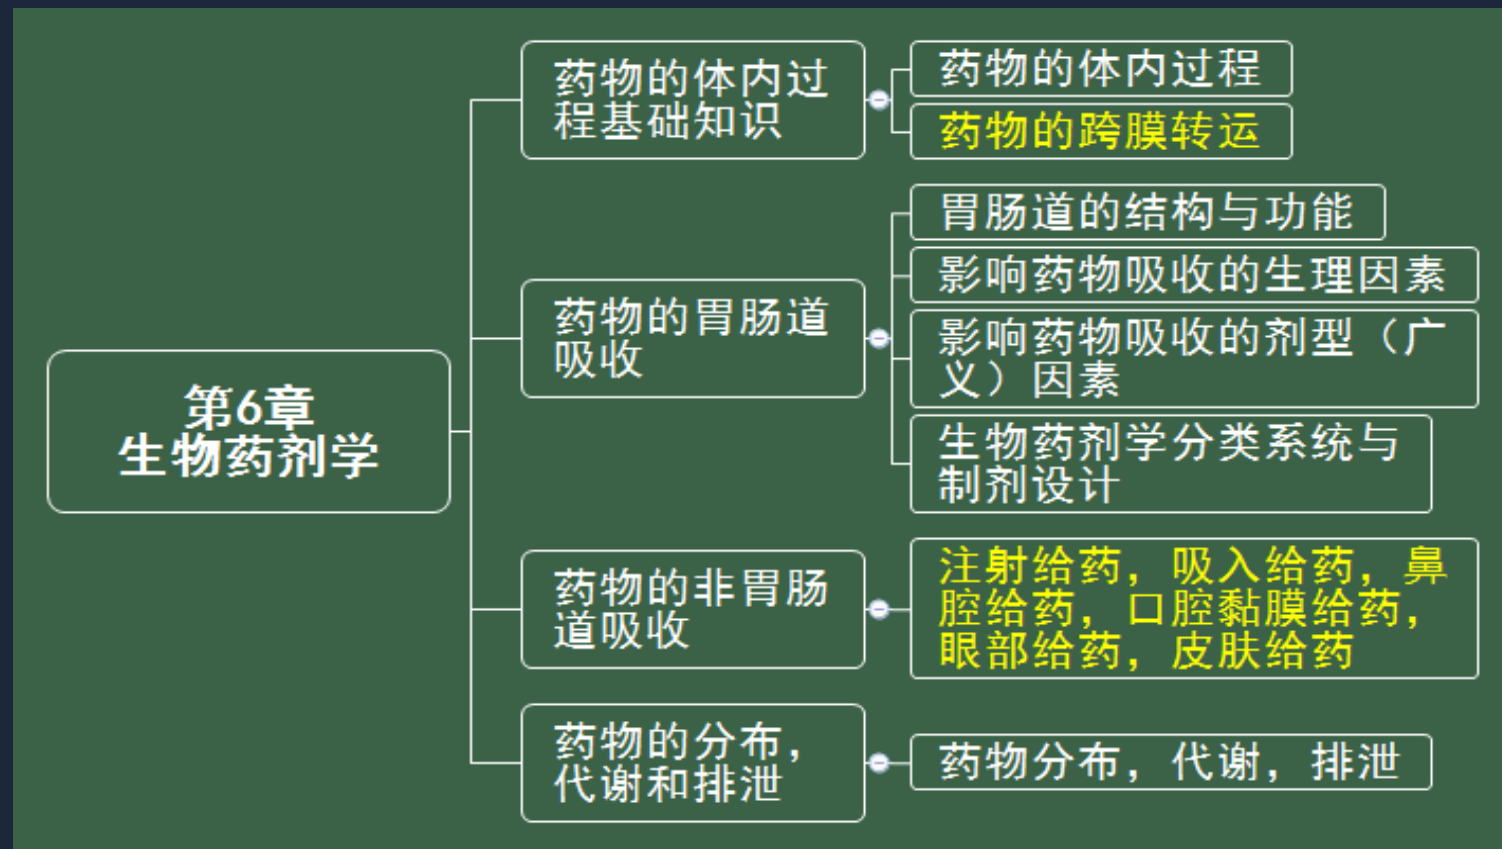 第6章
生物药剂学
药物的体内过
程基础知识
药物的体内过程
药物的跨膜转运
药物的胃肠道
吸收
胃肠道的结构与功能
影响药物吸收的生理因素
影响药物吸收的剂型（广
义）因素
生物药剂学分类系统与
制剂设计
药物的非胃肠
道吸收
注射给药，吸入给药，鼻
腔给药，口腔黏膜给药，
眼部给药，皮肤给药
药物的分布，
代谢和排泄
药物分布，代谢，排泄